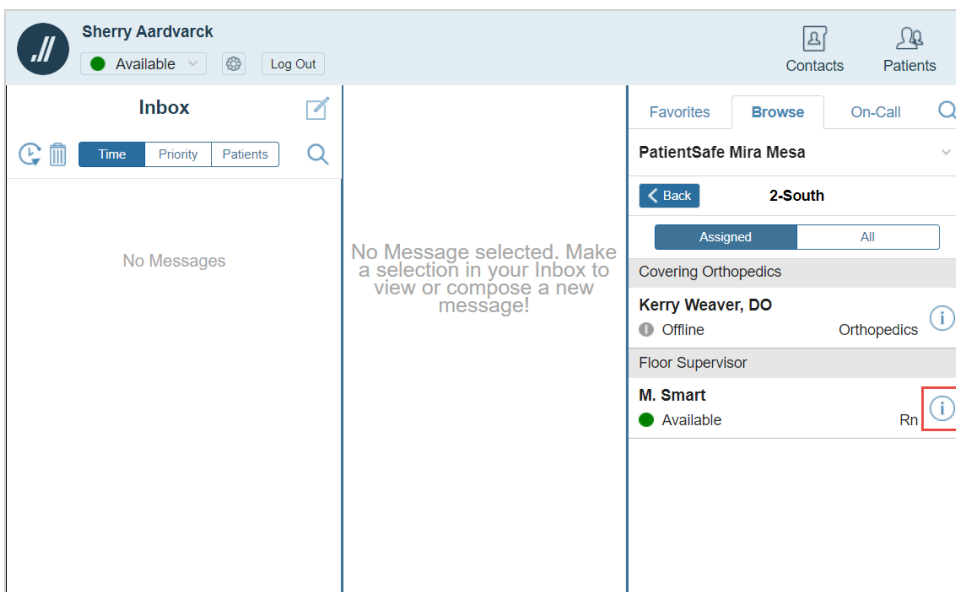 Sherry Aardvarck
Available
Log Out
Contacts
Patients
Inbox
Time Priority Patients
No Messages
No Message selected. Make
a selection in your Inbox to
view or compose a new
message!
Favorites Browse On-Call
PatientSafe Mira Mesa
Back 2-South
Assigned All
Covering Orthopedics
Kerry Weaver, DO
Offline Orthopedics
Floor Supervisor
M. Smart
Available Rn